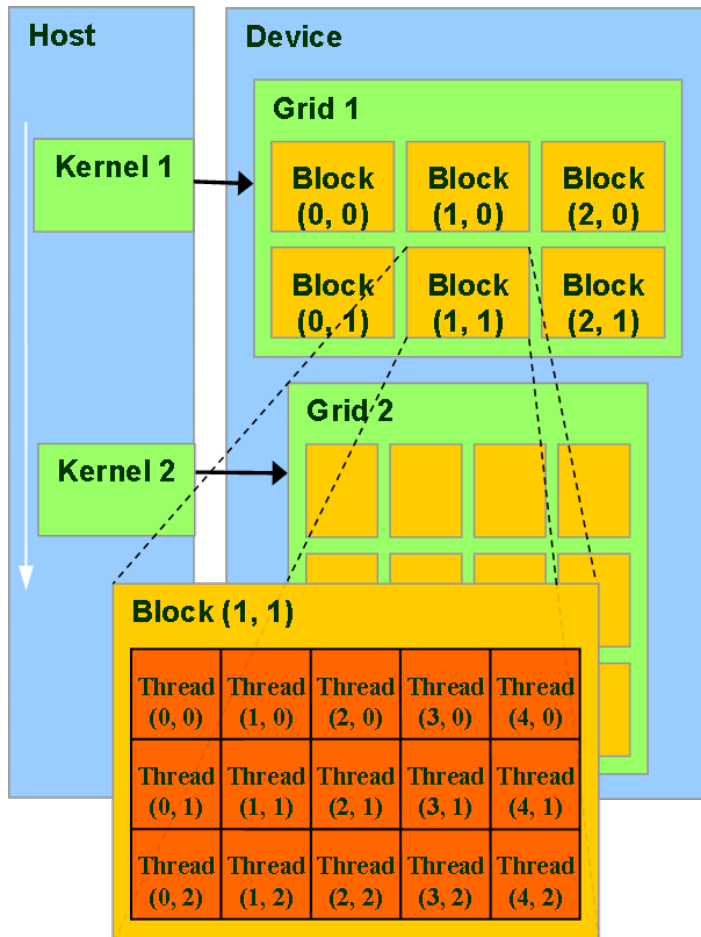 Host
Device
Grid 1
Kernel 1
Block
(0, 0)
Block
(1, 0)
Block
(2, 0)
Block
(0, 1)
Block
(1, 1)
Block
(2, 1)
Grid 2
Kernel 2
Block (1, 1)
Thread
(0, 0)
Thread
(1, 0)
Thread
(2, 0)
Thread
(3, 0)
Thread
(4, 0)
Thread
(0, 1)
Thread
(1, 1)
Thread
(2, 1)
Thread
(3, 1)
Thread
(4, 1)
Thread
(0, 2)
Thread
(1, 2)
Thread
(2, 2)
Thread
(3, 2)
Thread
(4, 2)